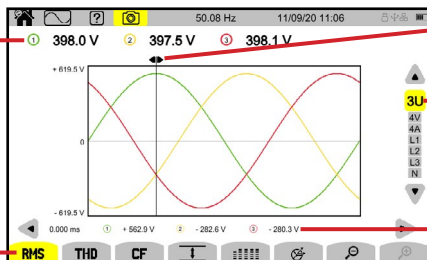 50.08 Hz 11/09/20 11:06
1 398.0 V 2 397.5 V 3 398.1 V
+ 619.5 V
0
- 619.5 V
3U
4V
4A
L1
L2
L3
N
0.000 ms 1 + 562.9 V 2 - 282.6 V 3 - 280.3 V
RMS THD CF